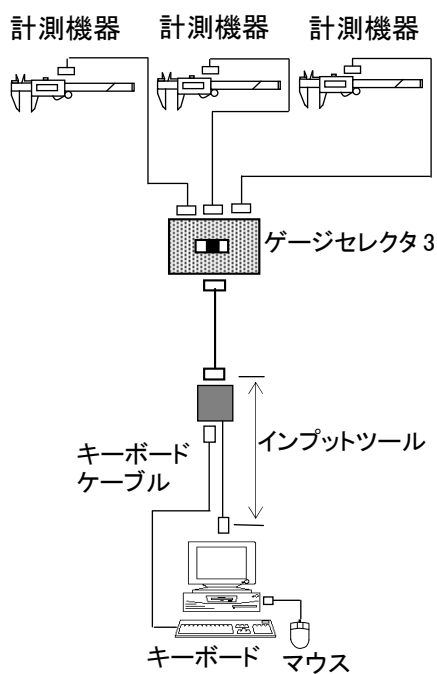 計測機器
計測機器
計測機器
ゲージセレクタ3
インプットツール
キーボード
ケーブル
キーボード
マウス